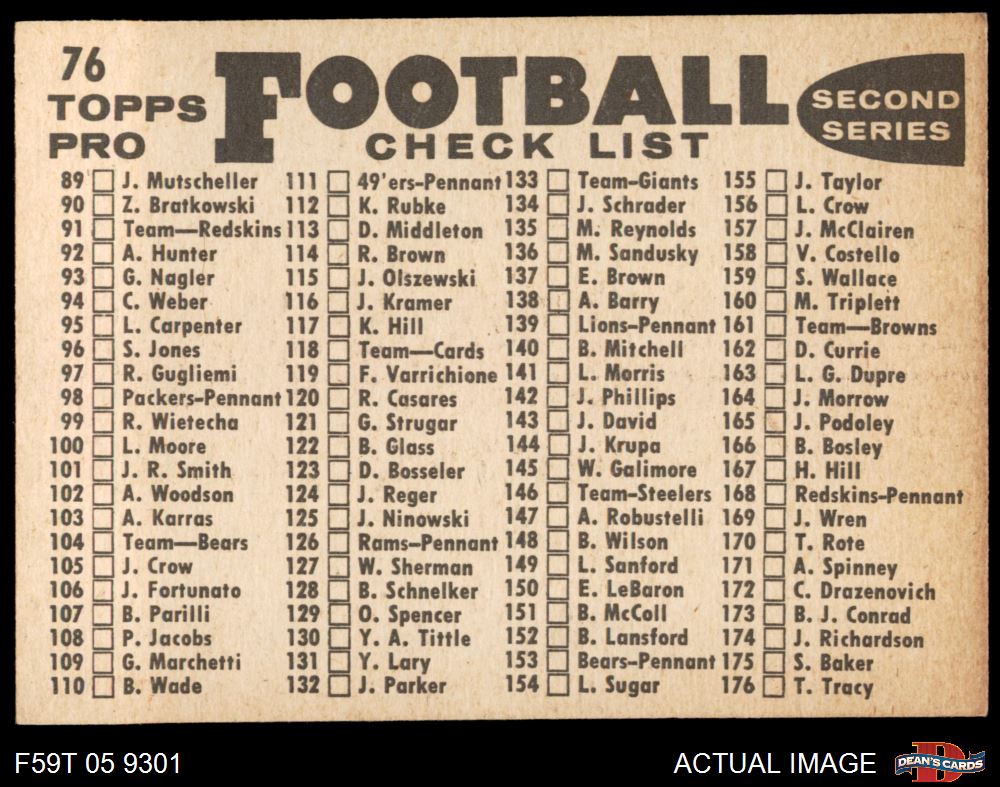 76
TOPPS
PRO
FOOTBALL
CHECK LIST
SECOND
SERIES
89 J. Mutscheller
90 Z. Bratkowski
91 Team—Redskins
92 A. Hunter
93 G. Nagler
94 C. Weber
95 L. Carpenter
96 S. Jones
97 R. Gugliemi
98 Packers-Pennant
99 R. Wietecha
100 L. Moore
101 J. R. Smith
102 A. Woodson
103 A. Karras
104 Team—Bears
105 J. Crow
106 J. Fortunato
107 B. Parilli
108 P. Jacobs
109 G. Marchetti
110 B. Wade
111 49'ers-Pennant
112 K. Rubke
113 D. Middleton
114 R. Brown
115 J. Olszewski
116 J. Kramer
117 K. Hill
118 Team—Cards
119 F. Varrichione
120 R. Casares
121 G. Strugar
122 B. Glass
123 D. Bosseler
124 J. Reger
125 J. Ninowski
126 Rams-Pennant
127 W. Sherman
128 B. Schnelker
129 O. Spencer
130 Y. A. Tittle
131 Y. Lary
132 J. Parker
133 Team-Giants
134 J. Schrader
135 M. Reynolds
136 M. Sandusky
137 E. Brown
138 A. Barry
139 Lions-Pennant
140 B. Mitchell
141 L. Morris
142 J. Phillips
143 J. David
144 J. Krupa
145 W. Galimore
146 Team-Steelers
147 A. Robustelli
148 B. Wilson
149 L. Sanford
150 E. LeBaron
151 B. McColl
152 B. Lansford
153 Bears-Pennant
154 L. Sugar
155 J. Taylor
156 L. Crow
157 J. McClairen
158 V. Costello
159 S. Wallace
160 M. Triplett
161 Team—Browns
162 D. Currie
163 L. G. Dupre
164 J. Morrow
165 J. Podoley
166 B. Bosley
167 H. Hill
168 Redskins-Pennant
169 J. Wren
170 T. Rote
171 A. Spinney
172 C. Drazenovich
173 B. J. Conrad
174 J. Richardson
175 S. Baker
176 T. Tracy
F59T 05 9301
ACTUAL IMAGE
D
DEAN'S CARDS